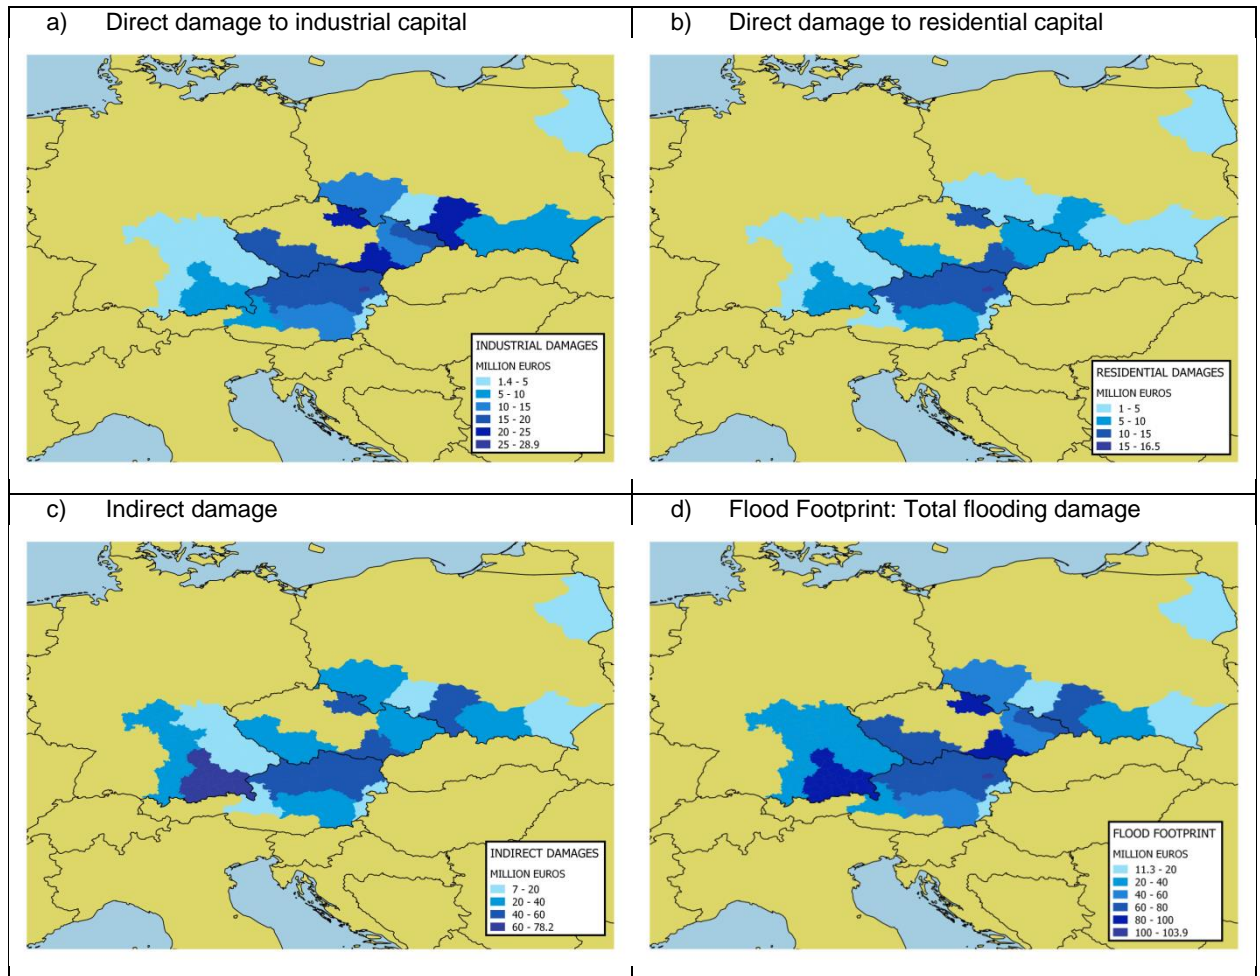 a) Direct damage to industrial capital
b) Direct damage to residential capital
INDUSTRIAL DAMAGES
MILLION EUROS
1.4 - 5
5 - 10
10 - 15
15 - 20
20 - 25
25 - 28.9
RESIDENTIAL DAMAGES
MILLION EUROS
1 - 5
5 - 10
10 - 15
15 - 16.5
c) Indirect damage
d) Flood Footprint: Total flooding damage
INDIRECT DAMAGES
MILLION EUROS
7 - 20
20 - 40
40 - 60
60 - 78.2
FLOOD FOOTPRINT
MILLION EUROS
11.3 - 20
20 - 40
40 - 60
60 - 80
80 - 100
100 - 103.9